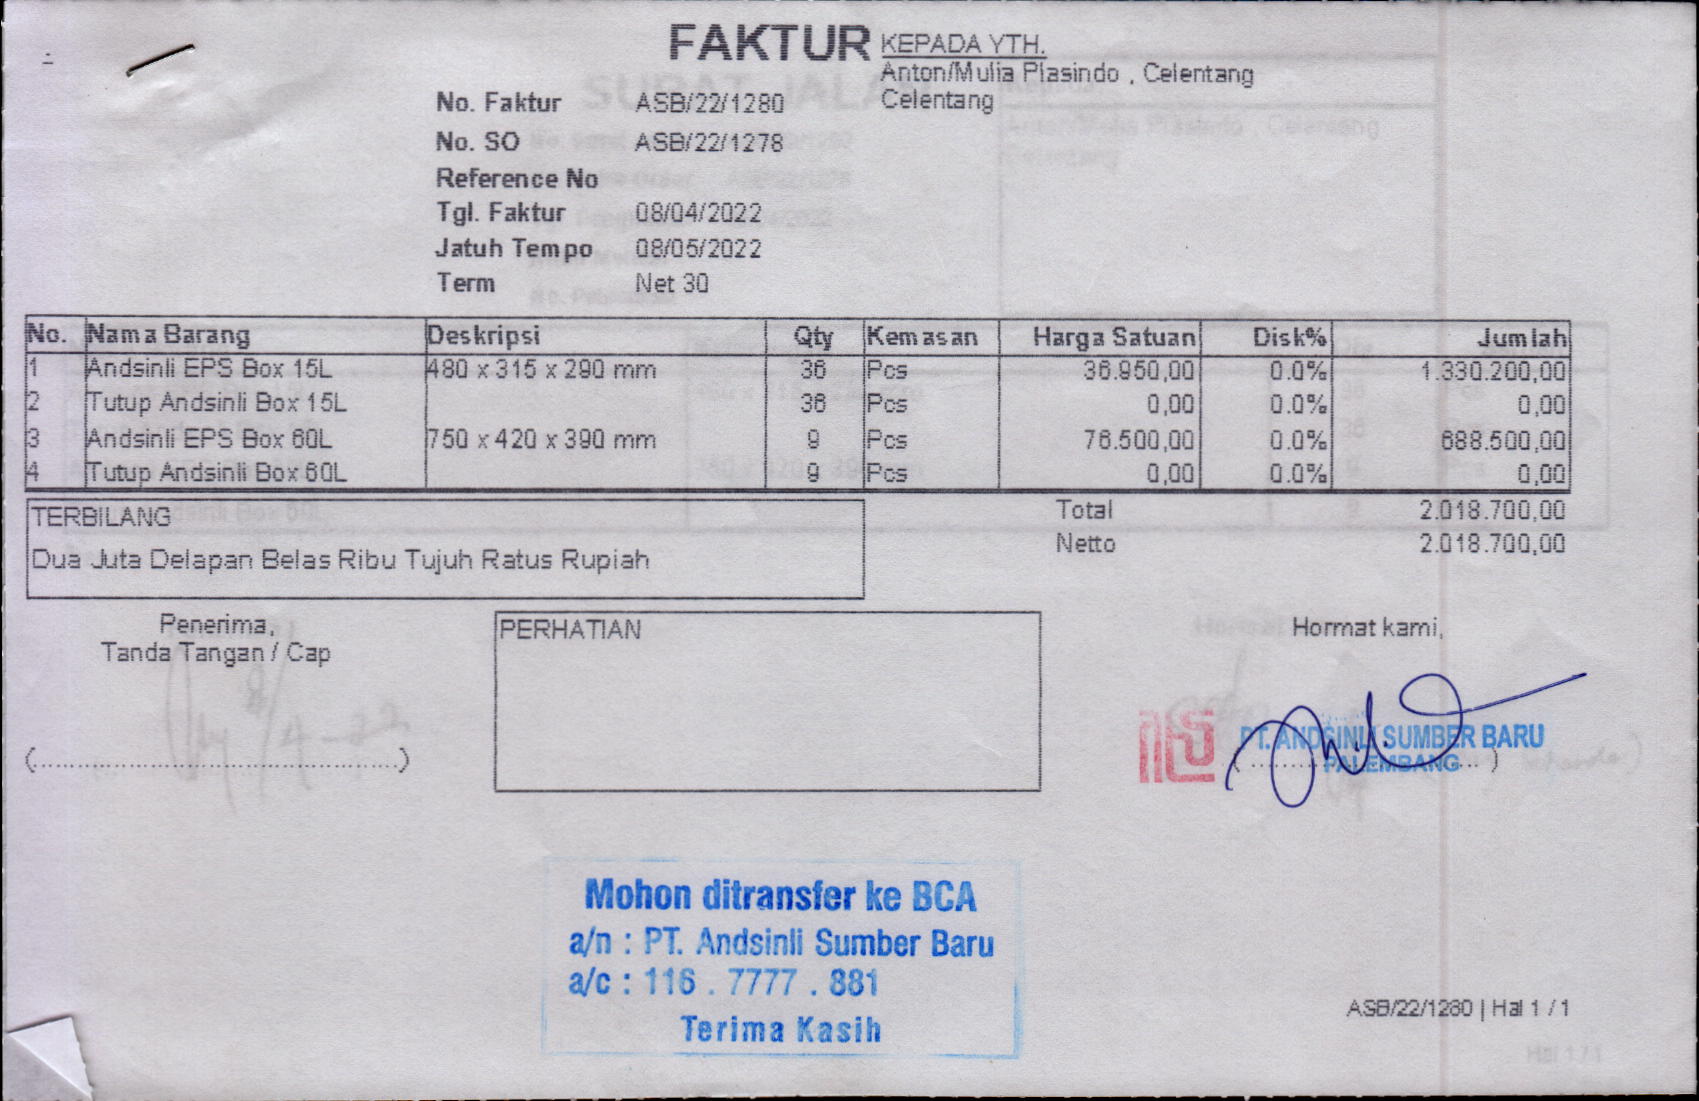 FAKTUR
KEPADA YTH.
Anton/Mulia Plasindo , Celentang
Celentang
No. Faktur ASB/22/1280
No. SO ASB/22/1278
Reference No
Tgl. Faktur 08/04/2022
Jatuh Tempo 08/05/2022
Term Net 30
No. Nama Barang Deskripsi Qty Kemasan Harga Satuan Disk% Jumlah
1 Andsinli EPS Box 15L 480 x 315 x 290 mm 36 Pcs 36.950,00 0.0% 1.330.200,00
2 Tutup Andsinli Box 15L 36 Pcs 0,00 0.0% 0,00
3 Andsinli EPS Box 60L 750 x 420 x 390 mm 9 Pcs 76.500,00 0.0% 688.500,00
4 Tutup Andsinli Box 60L 9 Pcs 0,00 0.0% 0,00
TERBILANG
Dua Juta Delapan Belas Ribu Tujuh Ratus Rupiah
Total 2.018.700,00
Netto 2.018.700,00
Penerima,
Tanda Tangan / Cap
(..............................................)
PERHATIAN
Hormat kami,
PT. ANDSINLI SUMBER BARU
PALEMBANG
Mohon ditransfer ke BCA
a/n : PT. Andsinli Sumber Baru
a/c : 116 . 7777 . 881
Terima Kasih
ASB/22/1280 | Hal 1 / 1